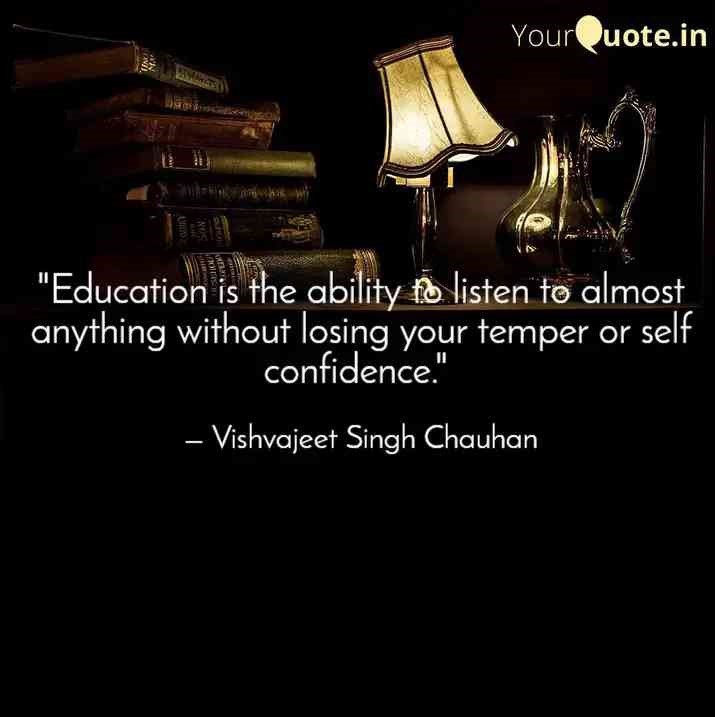 YourQuote.in
"Education is the ability to listen to almost
anything without losing your temper or self
confidence."
— Vishvajeet Singh Chauhan